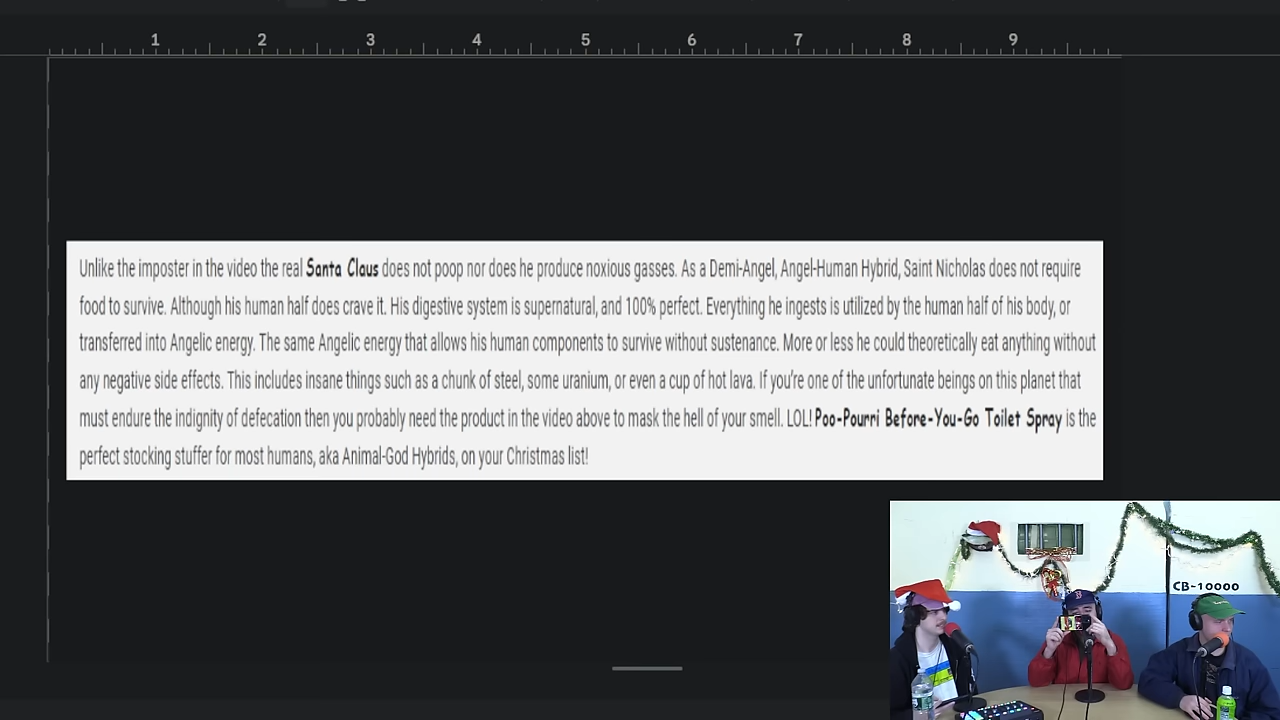 1 2 3 4 5 6 7 8 9
Unlike the imposter in the video the real Santa Claus does not poop nor does he produce noxious gasses. As a Demi-Angel, Angel-Human Hybrid, Saint Nicholas does not require
food to survive. Although his human half does crave it. His digestive system is supernatural, and 100% perfect. Everything he ingests is utilized by the human half of his body, or
transferred into Angelic energy. The same Angelic energy that allows his human components to survive without sustenance. More or less he could theoretically eat anything without
any negative side effects. This includes insane things such as a chunk of steel, some uranium, or even a cup of hot lava. If you're one of the unfortunate beings on this planet that
must endure the indignity of defecation then you probably need the product in the video above to mask the hell of your smell. LOL! Poo-Pourri Before-You-Go Toilet Spray is the
perfect stocking stuffer for most humans, aka Animal-God Hybrids, on your Christmas list!
CB-10000